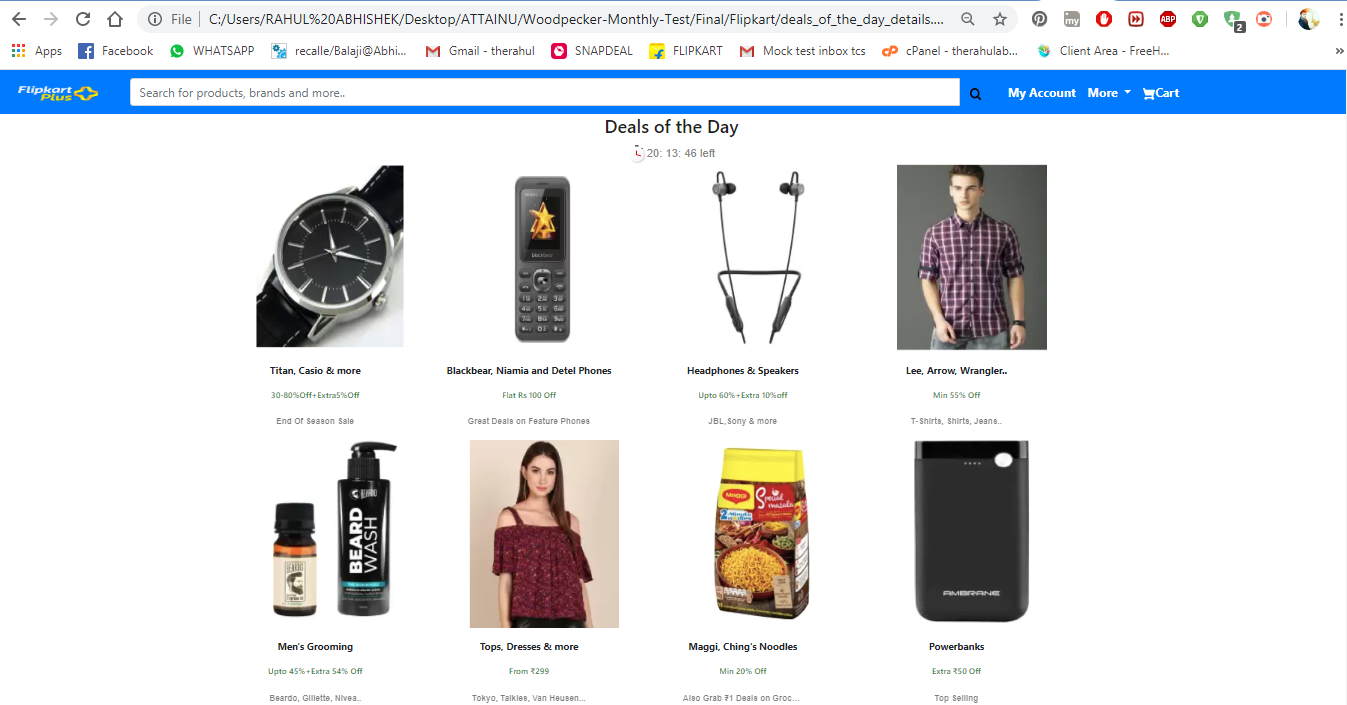 File
C:/Users/RAHUL%20ABHISHEK/Desktop/ATTAINU/Woodpecker-Monthly-Test/Final/Flipkart/deals_of_the_day_details....
my
ABP
2
Apps
Facebook
WHATSAPP
recalle/Balaji@Abhi...
Gmail - therahul
SNAPDEAL
FLIPKART
Mock test inbox tcs
cPanel - therahulab...
Client Area - FreeH...
»
Flipkart
Plus
Search for products, brands and more..
My Account
More
Cart
Deals of the Day
20: 13: 46 left
Titan, Casio & more
Blackbear, Niamia and Detel Phones
Headphones & Speakers
Lee, Arrow, Wrangler..
30-80%Off+Extra5%Off
Flat Rs 100 Off
Upto 60%+Extra 10%off
Min 55% Off
End Of Season Sale
Great Deals on Feature Phones
JBL,Sony & more
T-Shirts, Shirts, Jeans..
BEARDO
BEARD
WASH
Maggi
Special
masala
2-Minute
noodles
AMBRANE
Men's Grooming
Tops, Dresses & more
Maggi, Ching's Noodles
Powerbanks
Upto 45%+Extra 54% Off
From ₹299
Min 20% Off
Extra ₹50 Off
Beardo, Gillette, Nivea..
Tokyo, Talkies, Van Heusen...
Also Grab ₹1 Deals on Groc...
Top Selling